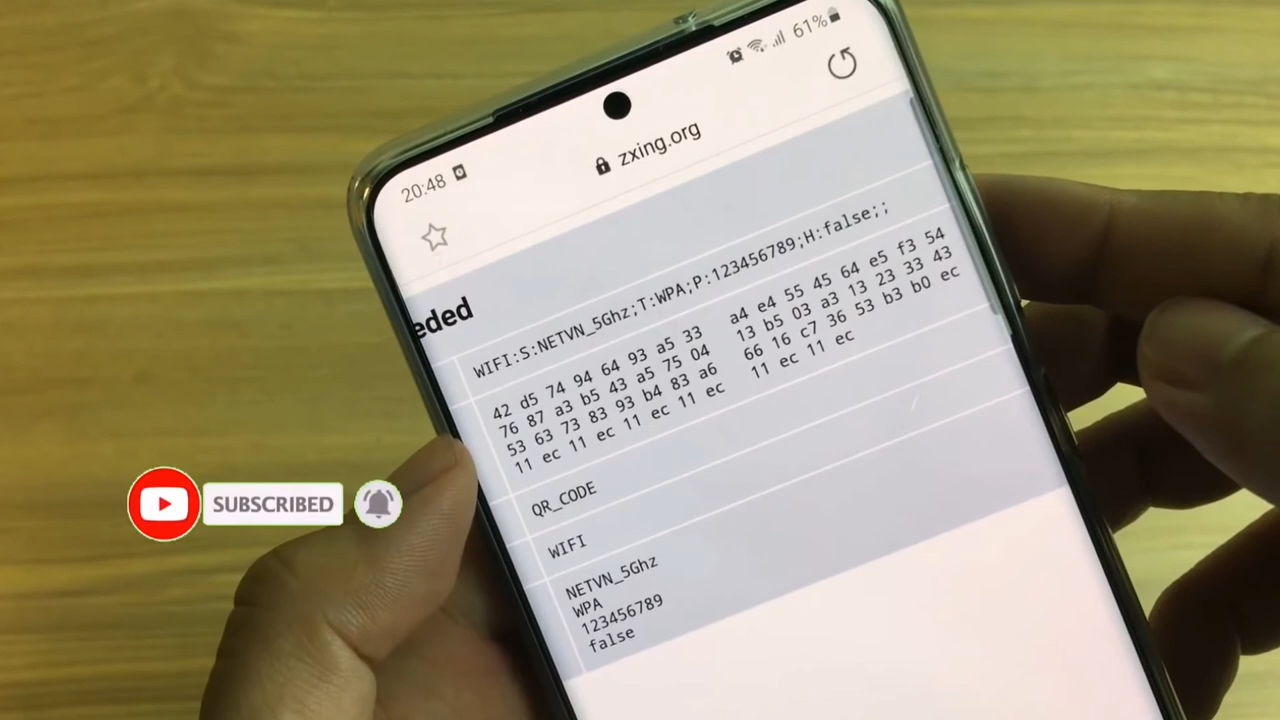 20:48
61%
zxing.org
eded
WIFI:S:NETVN_5Ghz;T:WPA;P:123456789;H:false;;
42 d5 74 94 64 93 a5 33 a4 e4 55 45 64 e5 f3 54
76 87 a3 b5 43 a5 75 04 13 b5 03 a3 13 23 33 43
53 63 73 83 93 b4 83 a6 66 16 c7 36 53 b3 b0 ec
11 ec 11 ec 11 ec 11 ec 11 ec 11 ec
QR_CODE
WIFI
NETVN_5Ghz
WPA
123456789
false
SUBSCRIBED